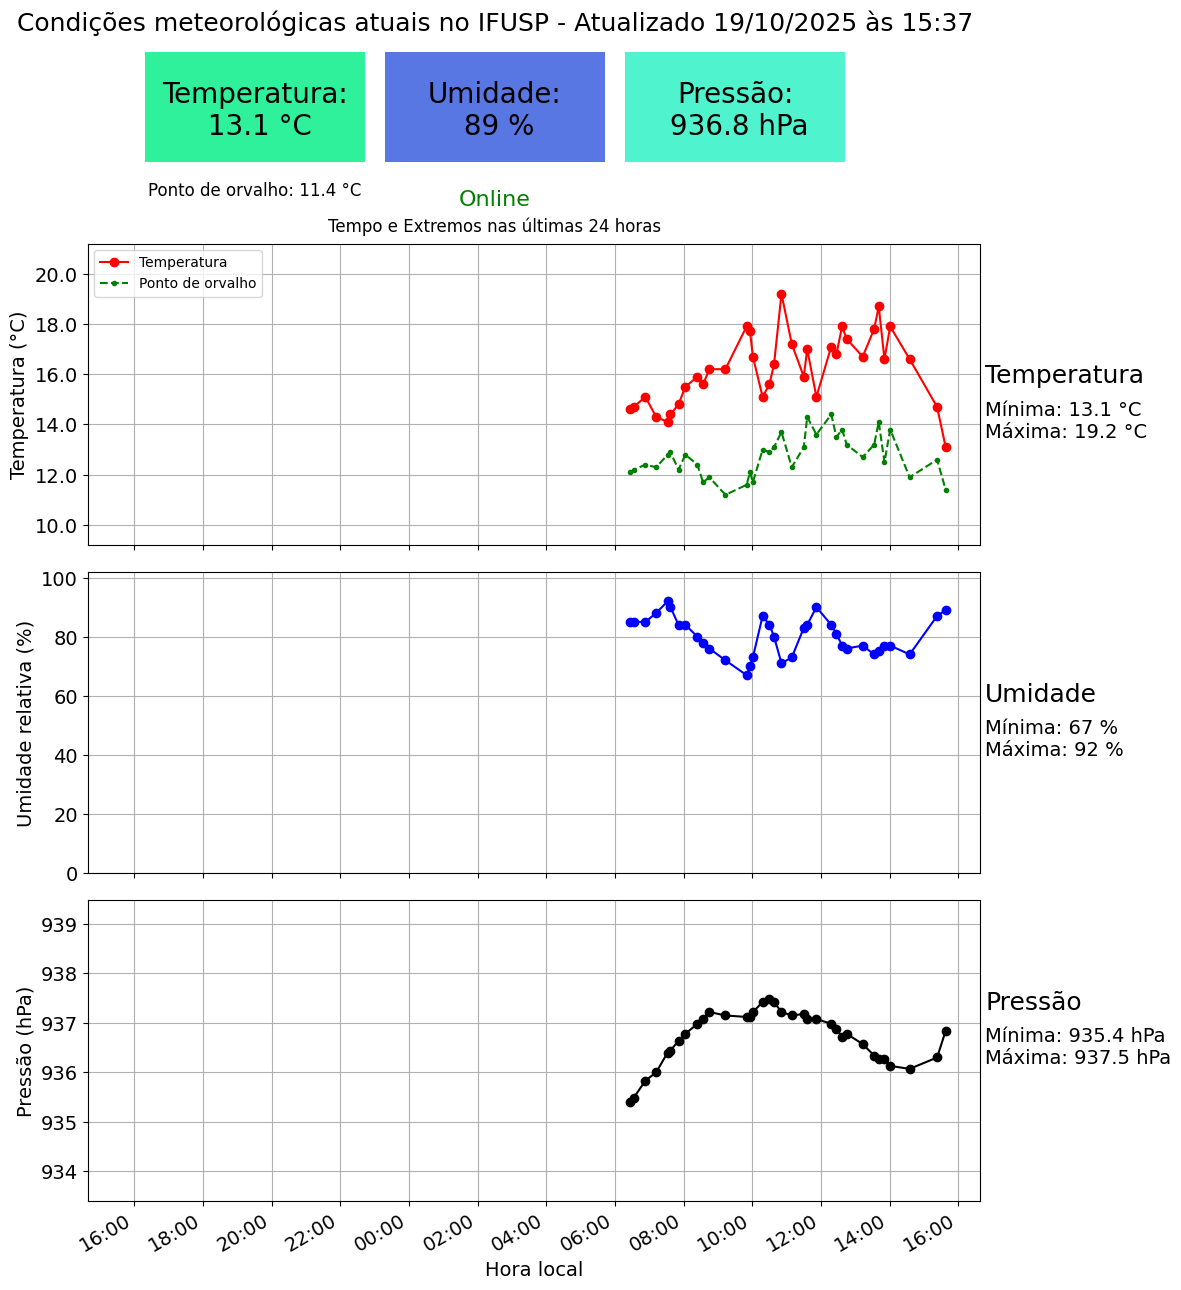 Condições meteorológicas atuais no IFUSP - Atualizado 19/10/2025 às 15:37
Temperatura:
13.1 °C
Umidade:
89 %
Pressão:
936.8 hPa
Ponto de orvalho: 11.4 °C
Online
Tempo e Extremos nas últimas 24 horas
Temperatura (°C)
20.0
18.0
16.0
14.0
12.0
10.0
Temperatura
Ponto de orvalho
Temperatura
Mínima: 13.1 °C
Máxima: 19.2 °C
Umidade relativa (%)
100
80
60
40
20
0
Umidade
Mínima: 67 %
Máxima: 92 %
Pressão (hPa)
939
938
937
936
935
934
Pressão
Mínima: 935.4 hPa
Máxima: 937.5 hPa
16:00 18:00 20:00 22:00 00:00 02:00 04:00 06:00 08:00 10:00 12:00 14:00 16:00
Hora local